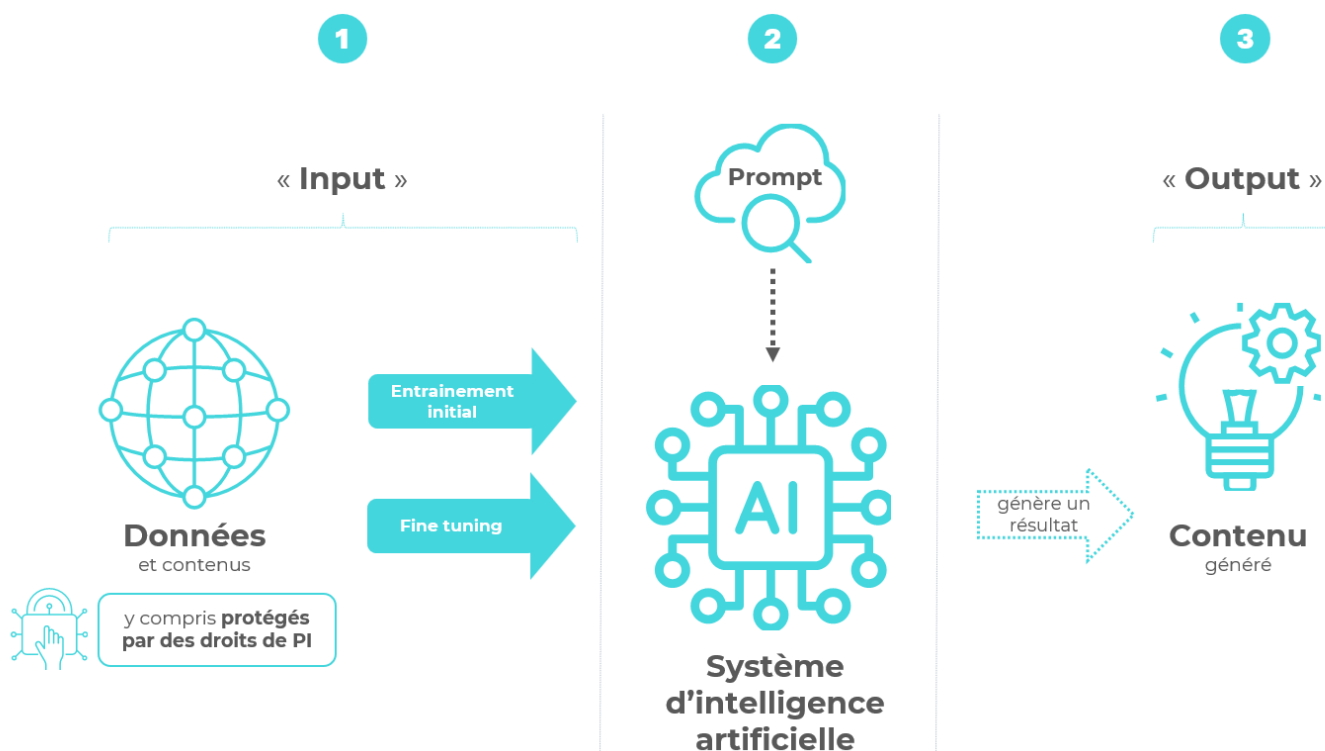 1
2
3
« Input »
Prompt
« Output »
Entrainement
initial
Fine tuning
AI
génère un
résultat
Données
et contenus
Contenu
généré
y compris protégés
par des droits de PI
Système
d’intelligence
artificielle